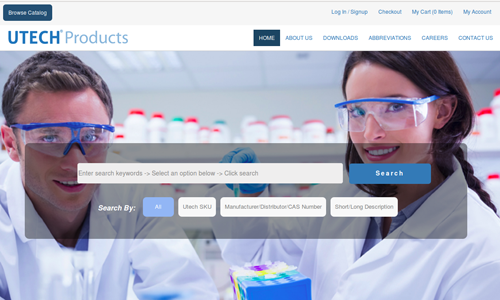 Browse Catalog
Log In / Signup Checkout My Cart (0 Items) My Account
UTECH® Products
HOME ABOUT US DOWNLOADS ABBREVIATIONS CAREERS CONTACT US
Enter search keywords -> Select an option below -> Click search
Search
Search By: All Utech SKU Manufacturer/Distributor/CAS Number Short/Long Description